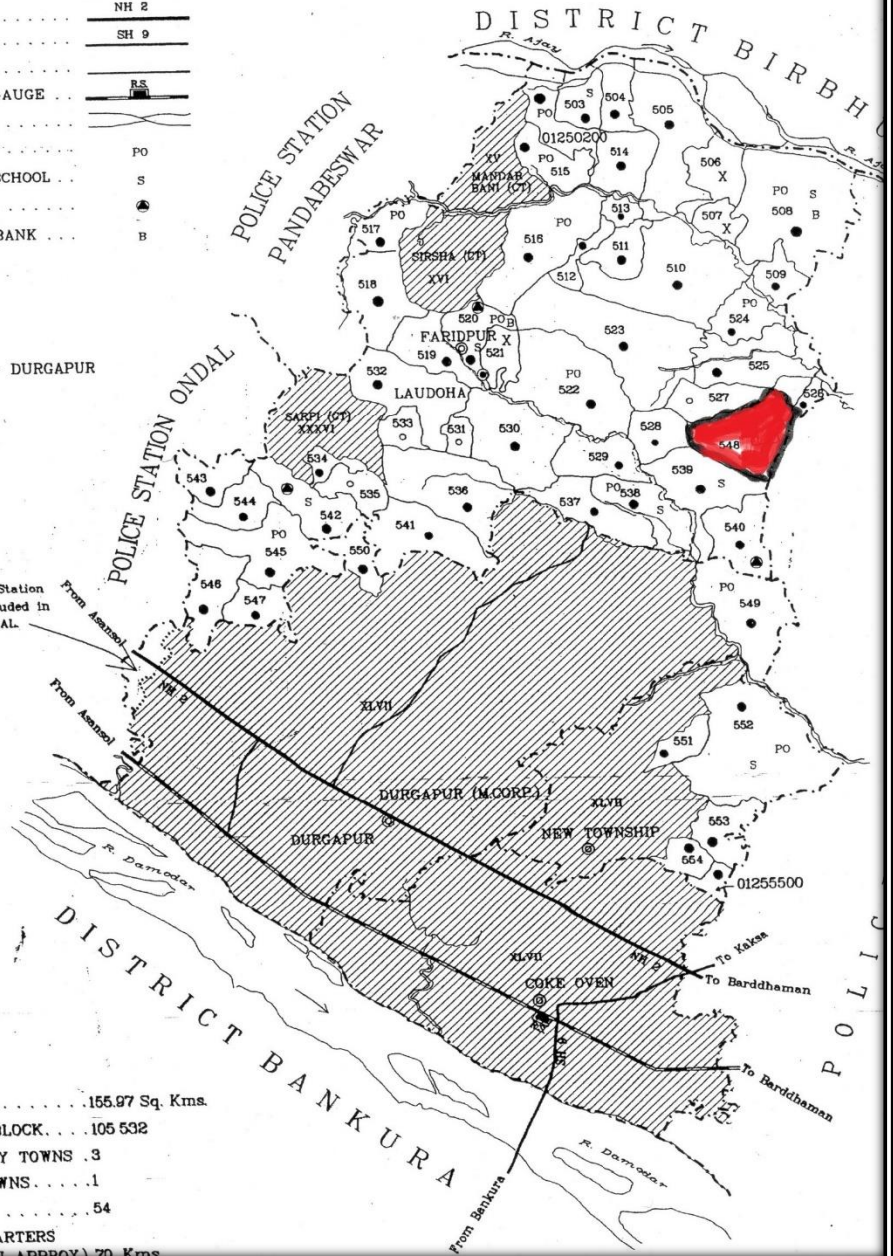 NH 2
SH 9
R.S.
AUGE
PO
SCHOOL
S
BANK
B
DURGAPUR
DISTRICT BIRBH
R. Ajay
POLICE STATION
PANDABESWAR
PO
503
S
504
505
01250200
PO
515
514
506
X
PO
S
508
B
XV
MANDAR
BANI (CT)
PO
517
PO
516
513
507
X
SIRSHA (CT)
XVI
511
512
510
509
518
520
PO
B
PO
524
FARIDPUR
X
519
S
521
523
525
532
LAUDOHA
PO
522
527
526
POLICE STATION ONDAL
SARPI (CT)
XXXVI
533
531
530
528
548
529
539
534
543
S
535
536
PO
538
S
537
S
544
542
541
540
PO
545
550
PO
546
547
549
Station
uded in
AL.
From Asansol
NH 2
From Asansol
XLVII
552
551
PO
S
DURGAPUR (M.CORP.)
XLVII
DURGAPUR
NEW TOWNSHIP
553
554
01255500
R. Damodar
XLVII
NH 2
To Kaksa
To Barddhaman
COKE OVEN
SH 9
To Barddhaman
DISTRICT BANKURA
POLIC
R. Damodar
From Bankura
155.97 Sq. Kms.
BLOCK. . . . 105 532
Y TOWNS .3
WNS. . . . . .1
54
ARTERS
70 Kms.